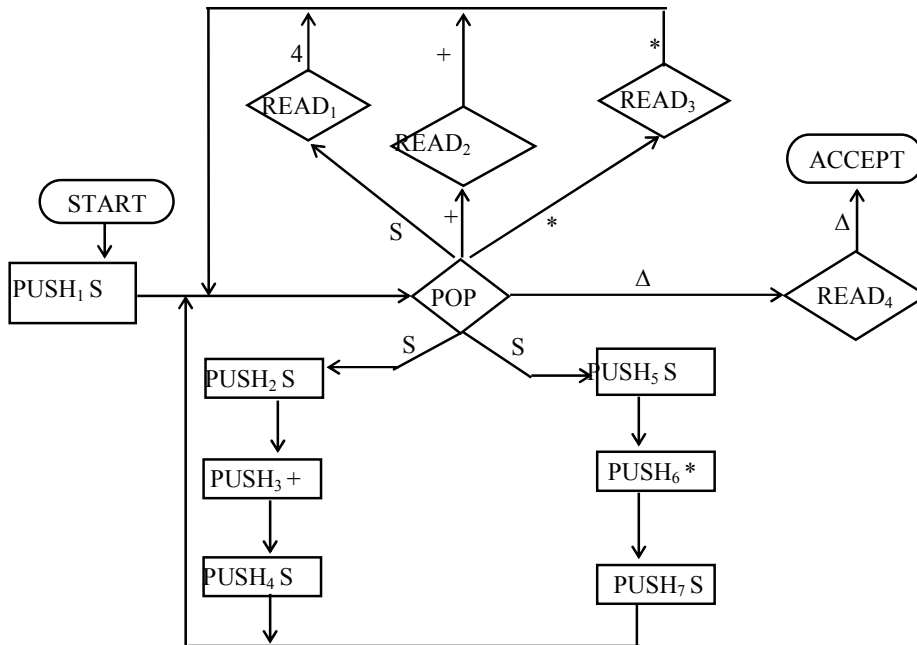 4
+
*
READ₁
READ₂
READ₃
ACCEPT
START
S
+
*
Δ
PUSH₁ S
POP
Δ
READ₄
S
S
PUSH₂ S
PUSH₅ S
PUSH₃ +
PUSH₆ *
PUSH₄ S
PUSH₇ S